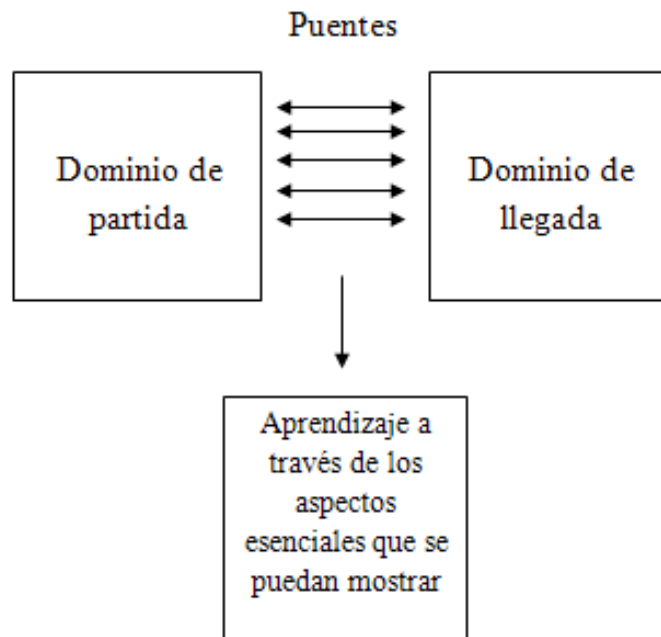 Puentes
Dominio de
partida
Dominio de
llegada
Aprendizaje a
través de los
aspectos
esenciales que se
puedan mostrar